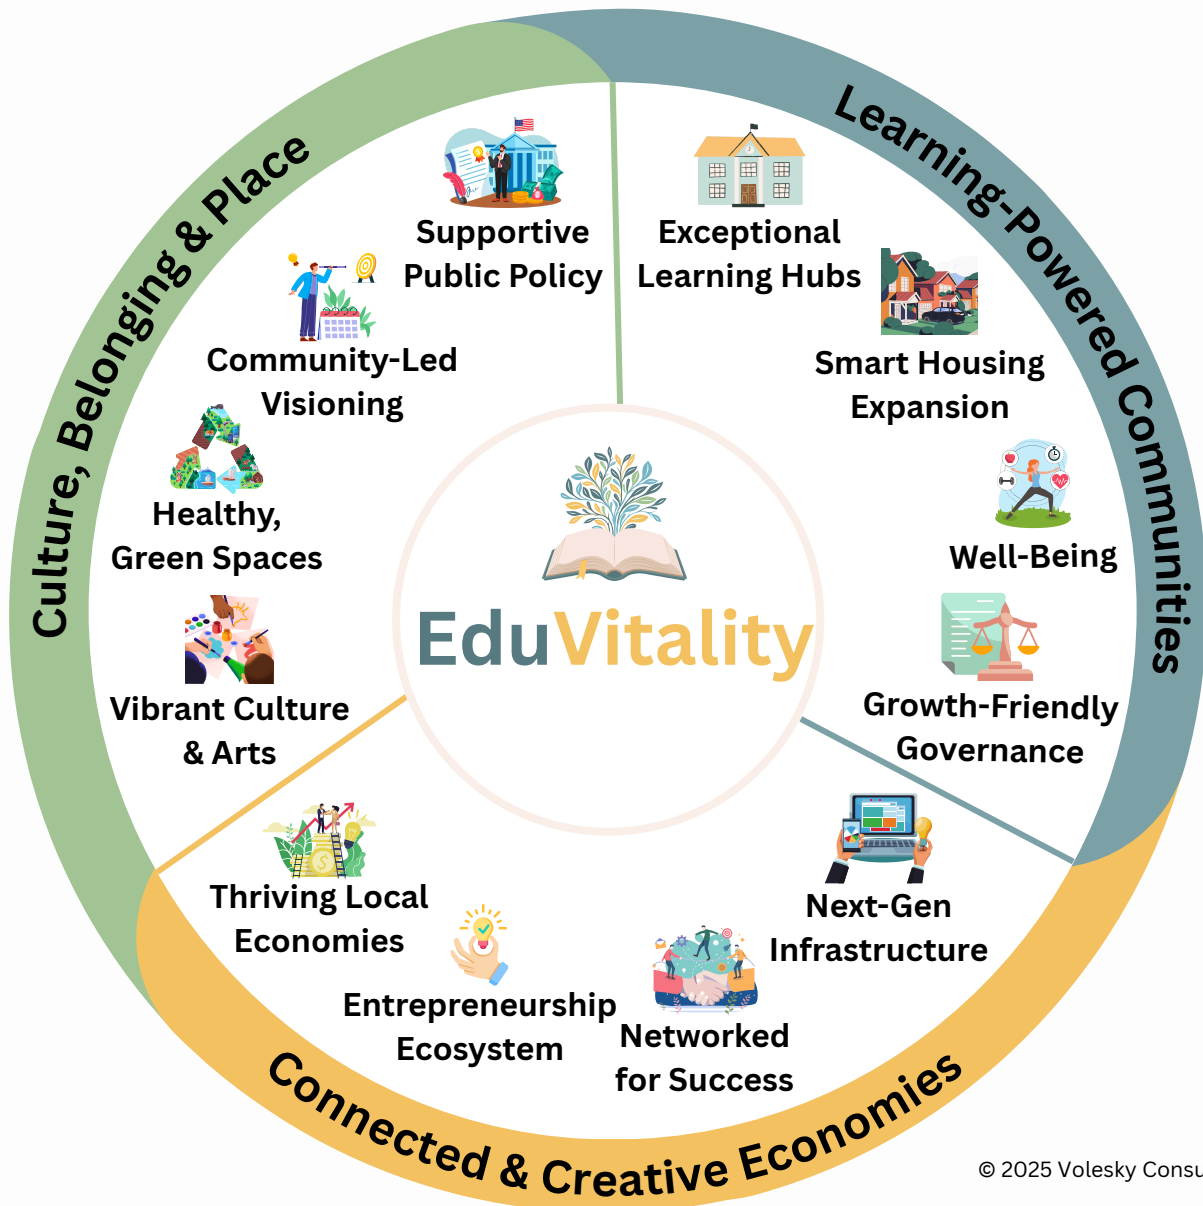 Culture, Belonging & Place
Learning-Powered Communities
Supportive
Public Policy
Exceptional
Learning Hubs
Community-Led
Visioning
Smart Housing
Expansion
Healthy,
Green Spaces
Well-Being
EduVitality
Vibrant Culture
& Arts
Growth-Friendly
Governance
Thriving Local
Economies
Next-Gen
Infrastructure
Entrepreneurship
Ecosystem
Networked
for Success
Connected & Creative Economies
© 2025 Volesky Consu